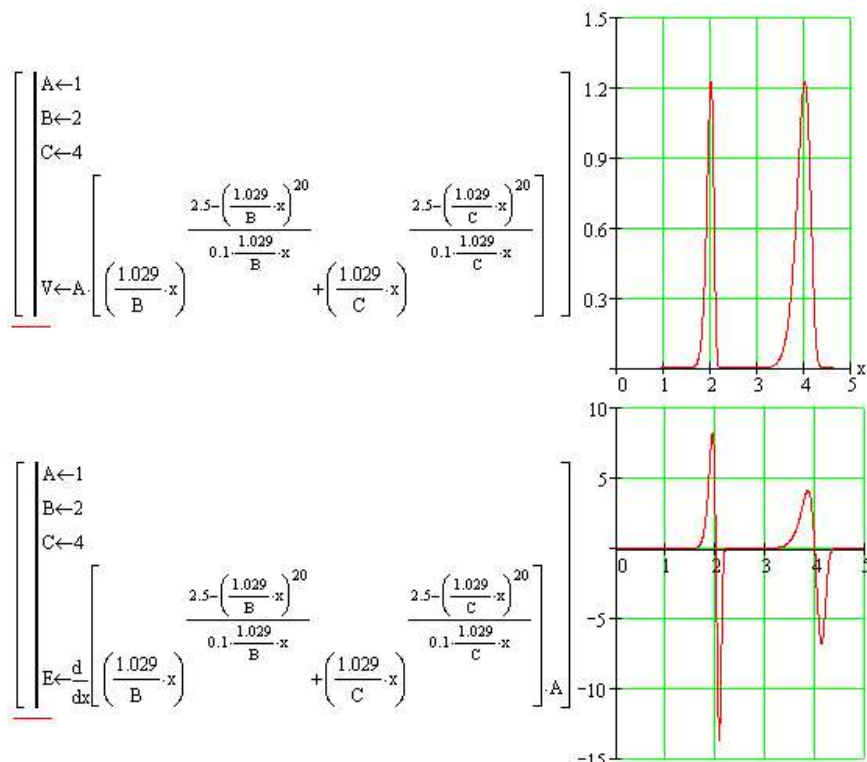 A←1
B←2
C←4
V←A·[(1.029/B·x)^((2.5−(1.029/B·x)^20)/(0.1·1.029/B·x))+(1.029/C·x)^((2.5−(1.029/C·x)^20)/(0.1·1.029/C·x))]
1.5
1.2
0.9
0.6
0.3
0 1 2 3 4 5 x
A←1
B←2
C←4
E←d/dx[(1.029/B·x)^((2.5−(1.029/B·x)^20)/(0.1·1.029/B·x))+(1.029/C·x)^((2.5−(1.029/C·x)^20)/(0.1·1.029/C·x))]·A
10
5
0 1 2 3 4 5
−5
−10
−15